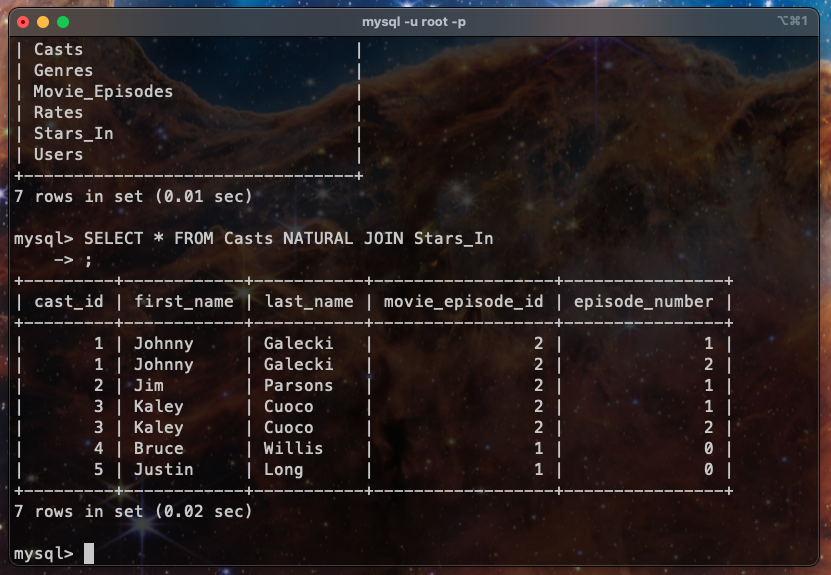 mysql -u root -p
⌥⌘1
| Casts                           |
| Genres                          |
| Movie_Episodes                  |
| Rates                           |
| Stars_In                        |
| Users                           |
+---------------------------------+
7 rows in set (0.01 sec)
mysql> SELECT * FROM Casts NATURAL JOIN Stars_In
    -> ;
+---------+------------+-----------+------------------+----------------+
| cast_id | first_name | last_name | movie_episode_id | episode_number |
+---------+------------+-----------+------------------+----------------+
|       1 | Johnny     | Galecki   |                2 |              1 |
|       1 | Johnny     | Galecki   |                2 |              2 |
|       2 | Jim        | Parsons   |                2 |              1 |
|       3 | Kaley      | Cuoco     |                2 |              1 |
|       3 | Kaley      | Cuoco     |                2 |              2 |
|       4 | Bruce      | Willis    |                1 |              0 |
|       5 | Justin     | Long      |                1 |              0 |
+---------+------------+-----------+------------------+----------------+
7 rows in set (0.02 sec)
mysql>